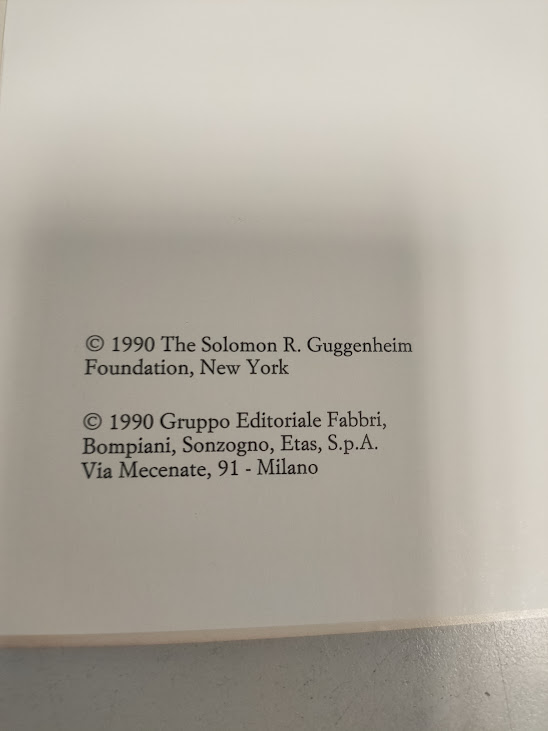 © 1990 The Solomon R. Guggenheim
Foundation, New York
© 1990 Gruppo Editoriale Fabbri,
Bompiani, Sonzogno, Etas, S.p.A.
Via Mecenate, 91 - Milano